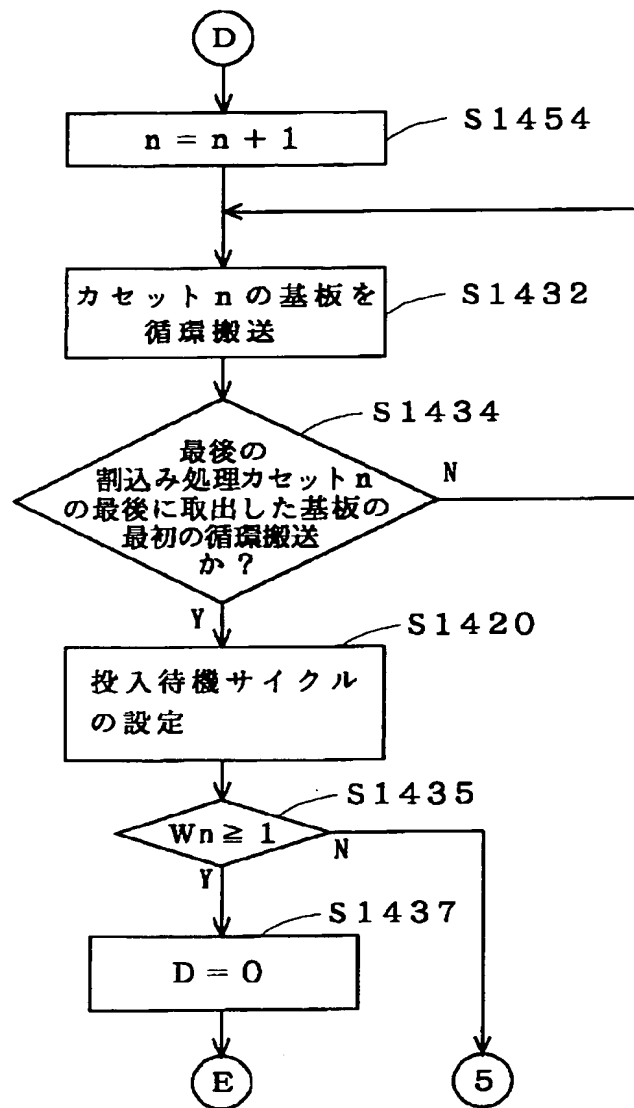 D
n = n + 1
S1454
カセットnの基板を
循環搬送
S1432
S1434
最後の
割込み処理カセットn
の最後に取出した基板の
最初の循環搬送
か?
N
Y
S1420
投入待機サイクル
の設定
S1435
Wn≧1
N
Y
S1437
D = 0
E
5